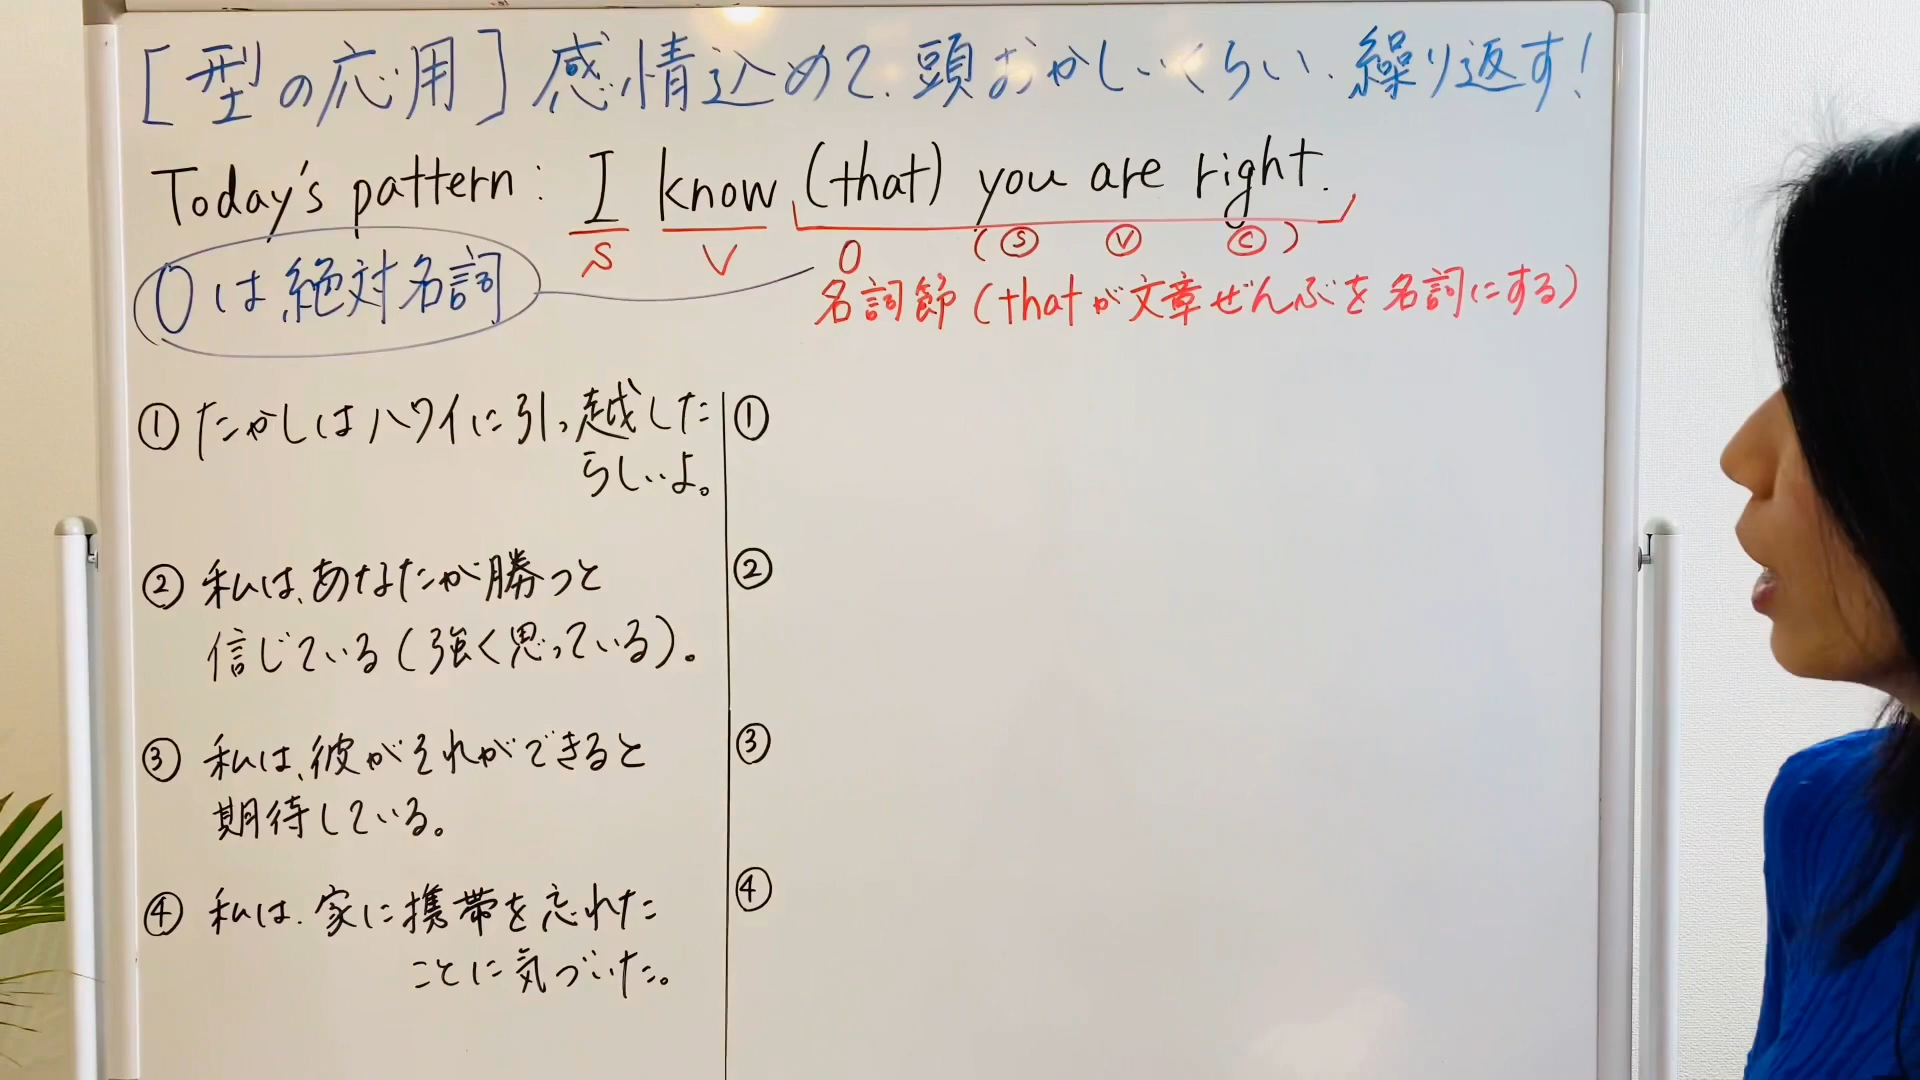 [型の応用] 感情込めて、頭おかしいくらい、繰り返す!
Today's pattern: I know (that) you are right.
S V O (Ⓢ Ⓥ Ⓒ)
Oは絶対名詞
名詞節(thatが文章ぜんぶを名詞にする)
① たかしはハワイに引っ越した
らしいよ。
② 私は、あなたが勝つと
信じている(強く思っている)。
③ 私は、彼がそれができると
期待している。
④ 私は、家に携帯を忘れた
ことに気づいた。
①
②
③
④